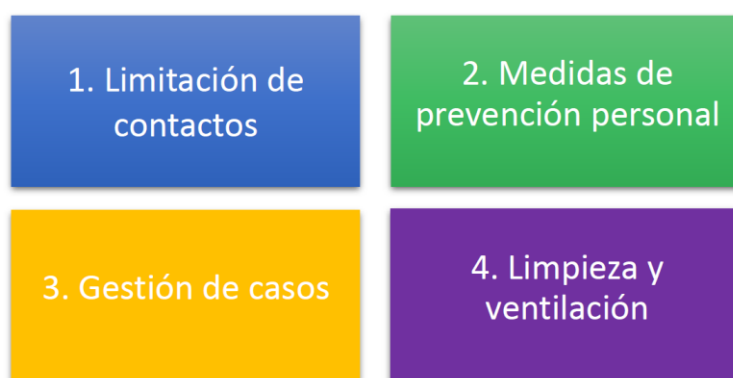 1. Limitación de
contactos
2. Medidas de
prevención personal
3. Gestión de casos
4. Limpieza y
ventilación